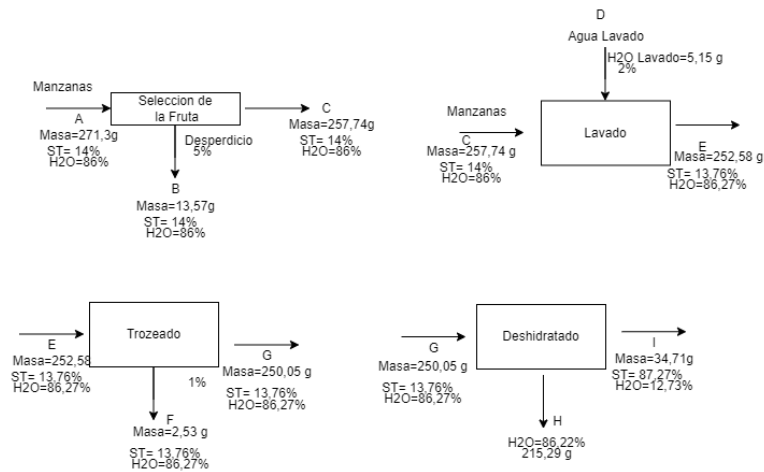 Manzanas
A
Masa=271,3g
ST= 14%
H2O=86%
Seleccion de
la Fruta
Desperdicio
5%
B
Masa=13,57g
ST= 14%
H2O=86%
C
Masa=257,74g
ST= 14%
H2O=86%
D
Agua Lavado
H2O Lavado=5,15 g
2%
Manzanas
C
Masa=257,74 g
ST= 14%
H2O=86%
Lavado
E
Masa=252,58 g
ST= 13,76%
H2O=86,27%
E
Masa=252,58
ST= 13,76%
H2O=86,27%
Trozeado
1%
F
Masa=2,53 g
ST= 13,76%
H2O=86,27%
G
Masa=250,05 g
ST= 13,76%
H2O=86,27%
G
Masa=250,05 g
ST= 13,76%
H2O=86,27%
Deshidratado
H
H2O=86,22%
215,29 g
I
Masa=34,71g
ST= 87,27%
H2O=12,73%